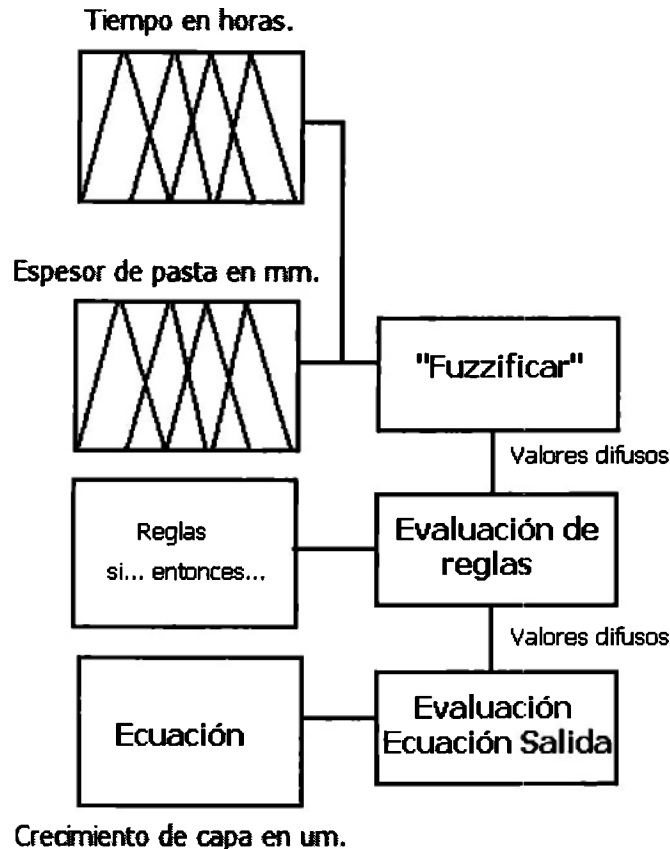 Tiempo en horas.
Espesor de pasta en mm.
"Fuzzificar"
Valores difusos
Reglas
si... entonces...
Evaluación de
reglas
Valores difusos
Ecuación
Evaluación
Ecuación Salida
Crecimiento de capa en um.